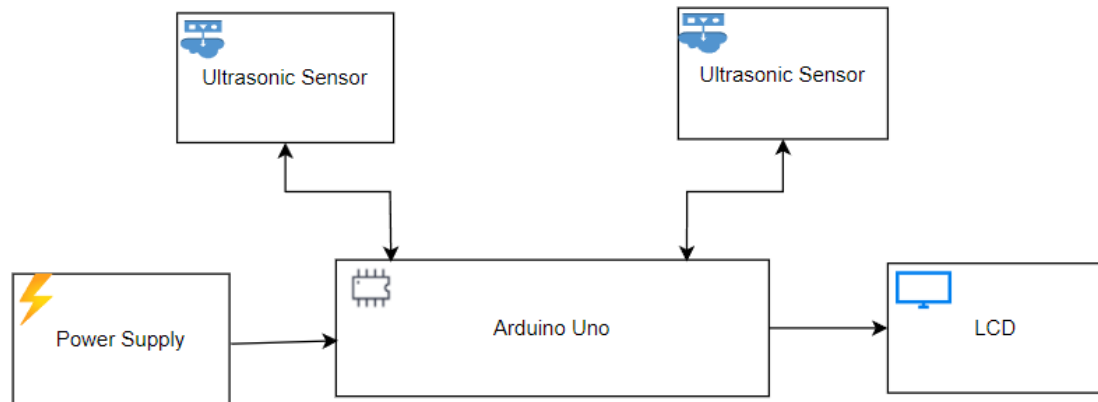 Ultrasonic Sensor
Ultrasonic Sensor
Power Supply
Arduino Uno
LCD